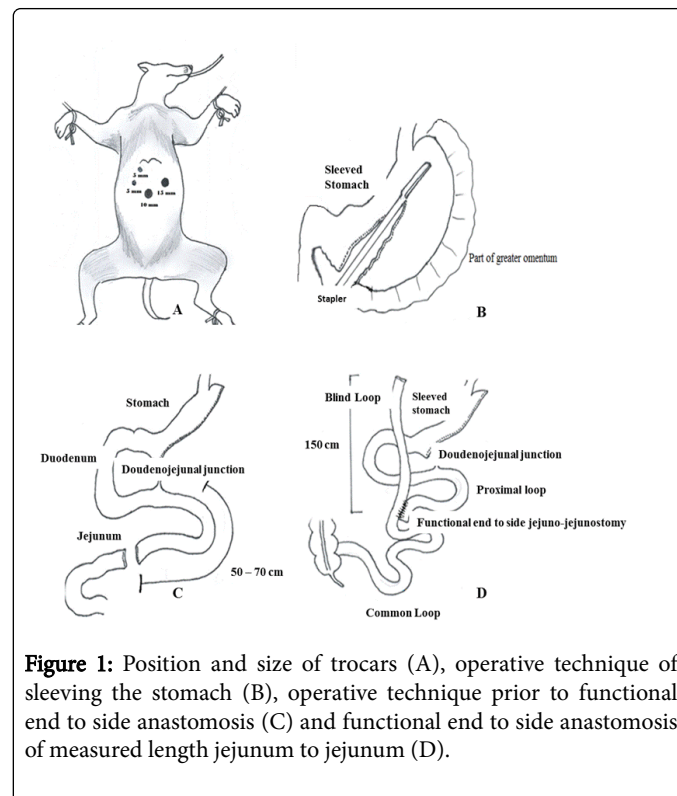 5 mm
5 mm
15 mm
10 mm
A
Sleeved
Stomach
Part of greater omentum
Stapler
B
Stomach
Duodenum
Doudenojejunal junction
Jejunum
50 – 70 cm
C
Blind Loop
Sleeved
stomach
150 cm
Doudenojejunal junction
Proximal loop
Functional end to side jejuno-jejunostomy
D
Common Loop
Figure 1: Position and size of trocars (A), operative technique of
sleeving the stomach (B), operative technique prior to functional
end to side anastomosis (C) and functional end to side anastomosis
of measured length jejunum to jejunum (D).